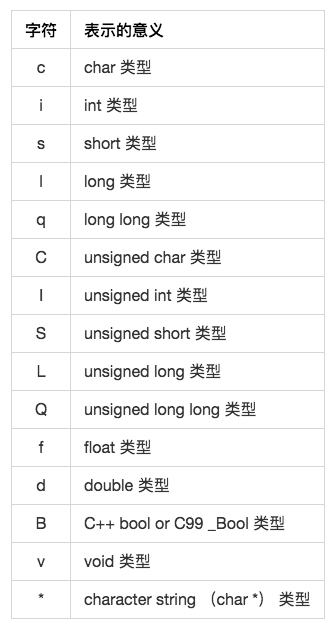 字符 表示的意义
c char 类型
i int 类型
s short 类型
l long 类型
q long long 类型
C unsigned char 类型
I unsigned int 类型
S unsigned short 类型
L unsigned long 类型
Q unsigned long long 类型
f float 类型
d double 类型
B C++ bool or C99 _Bool 类型
v void 类型
* character string （char *） 类型